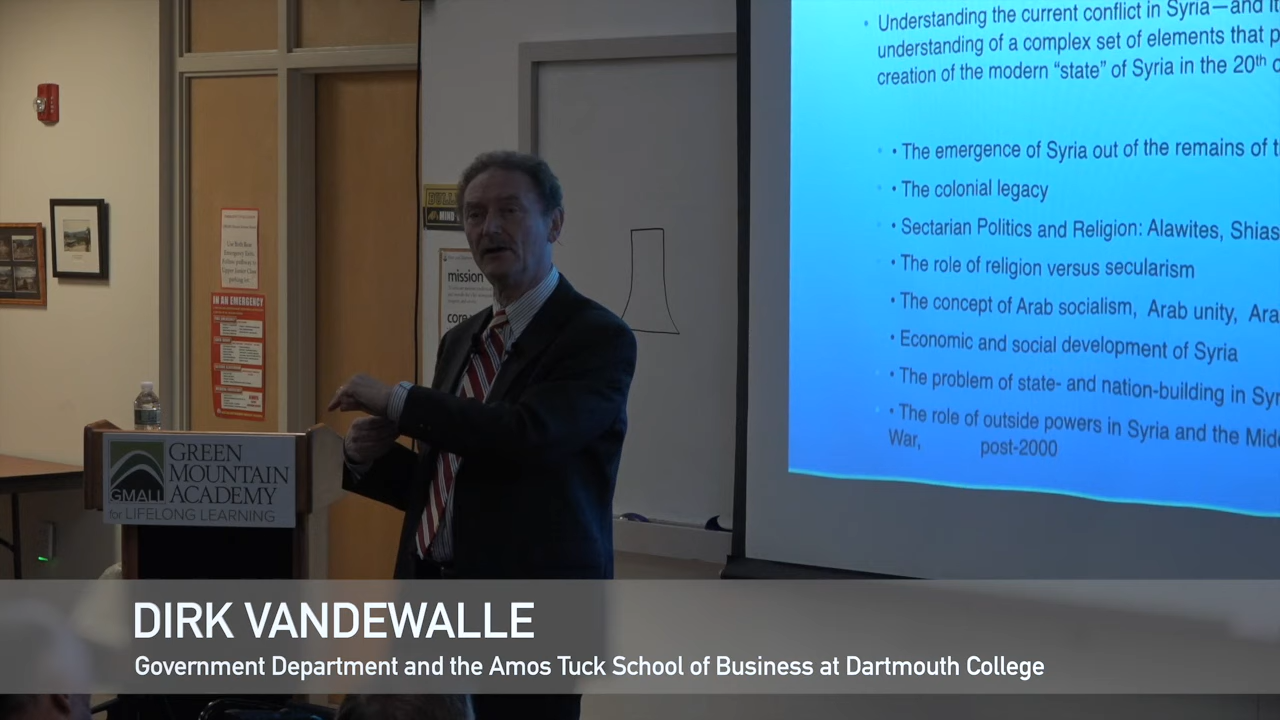 Understanding the current conflict in Syria—and it
understanding of a complex set of elements that p
creation of the modern “state” of Syria in the 20th c
• The emergence of Syria out of the remains of t
• The colonial legacy
• Sectarian Politics and Religion: Alawites, Shias
• The role of religion versus secularism
• The concept of Arab socialism, Arab unity, Ara
• Economic and social development of Syria
• The problem of state- and nation-building in Syr
• The role of outside powers in Syria and the Mid
War, post-2000
MIND
mission
core
IN AN EMERGENCY
GMALL
GREEN
MOUNTAIN
ACADEMY
for LIFELONG LEARNING
DIRK VANDEWALLE
Government Department and the Amos Tuck School of Business at Dartmouth College